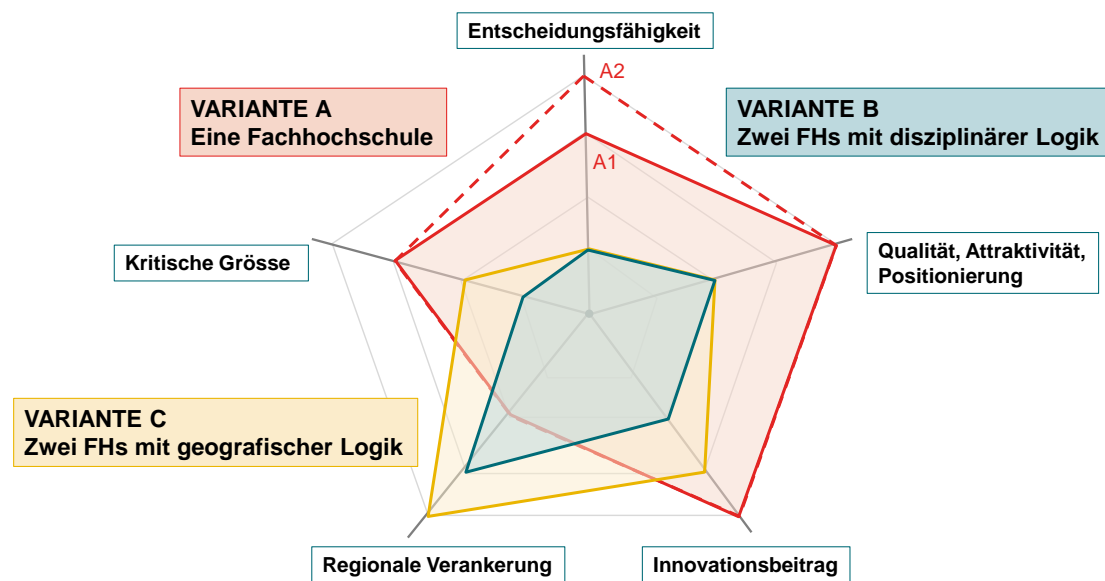 Entscheidungsfähigkeit
A2
VARIANTE A
Eine Fachhochschule
VARIANTE B
Zwei FHs mit disziplinärer Logik
A1
Kritische Grösse
Qualität, Attraktivität,
Positionierung
VARIANTE C
Zwei FHs mit geografischer Logik
Regionale Verankerung
Innovationsbeitrag